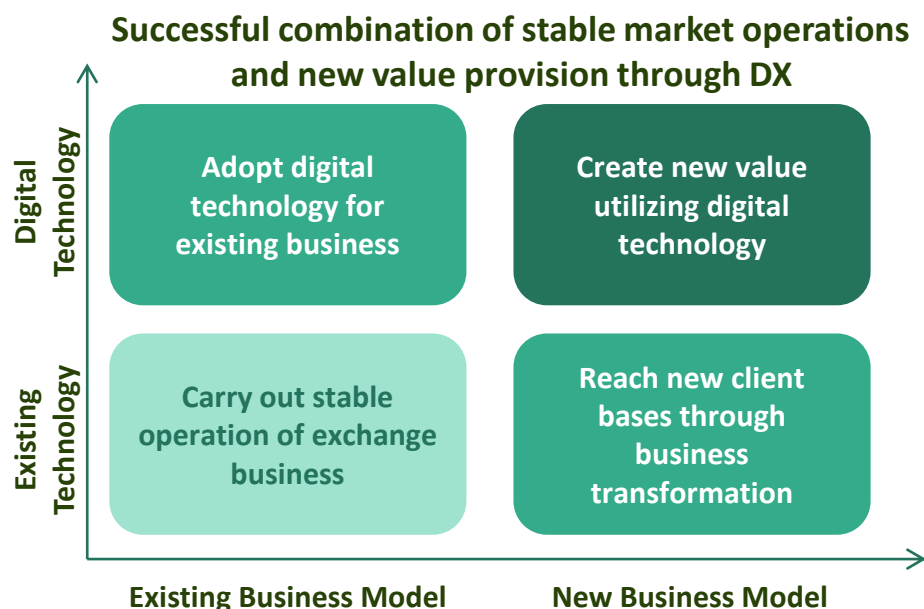 Successful combination of stable market operations
and new value provision through DX
Digital
Technology
Adopt digital
technology for
existing business
Create new value
utilizing digital
technology
Existing
Technology
Carry out stable
operation of exchange
business
Reach new client
bases through
business
transformation
Existing Business Model
New Business Model